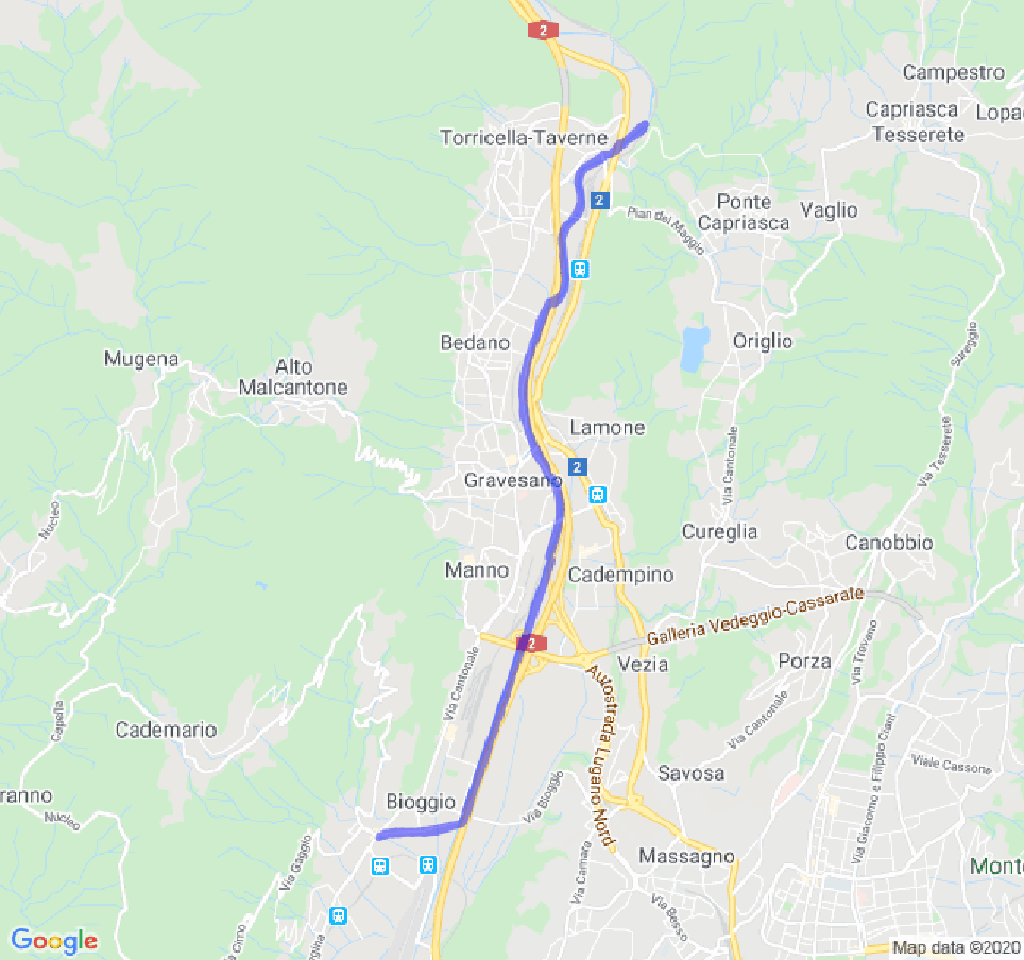 2
Campestro
Capriasca
Tesserete
Lopa
Torricella-Taverne
2
Ponte
Capriasca
Vaglio
Pian del Maggio
Bedano
Origlio
Mugena
Alto
Malcantone
Sureggio
Lamone
Via Cantonale
Via Tesserete
2
Gravesano
Nucleo
Cureglia
Canobbio
Manno
Cadempino
Galleria Vedeggio-Cassarate
2
Vezia
Porza
Via Trevano
Via Cantonale
Autostrada Lugano Nord
Capella
Cademario
Via Cantonale
Via Giacomo e Filippo Ciani
Viale Cassone
Savosa
ranno
Nucleo
Bioggio
Via Bioggio
Via Gaggio
Massagno
Via Camara
Monte
Via Besso
Google
Map data ©2020